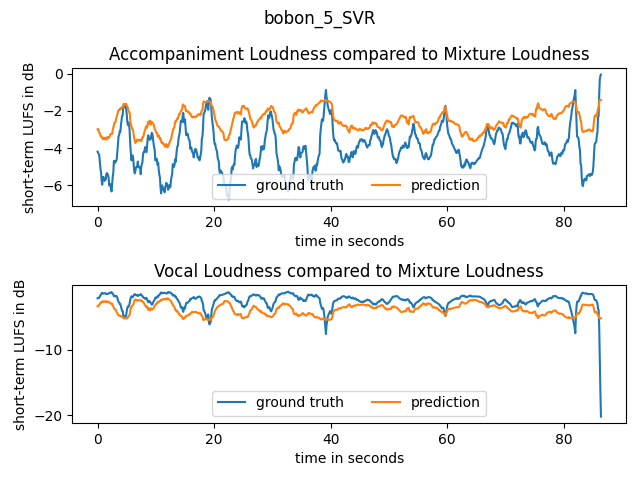 bobon_5_SVR
Accompaniment Loudness compared to Mixture Loudness
short-term LUFS in dB
0
−2
−4
−6
ground truth
prediction
0
20
40
60
80
time in seconds
Vocal Loudness compared to Mixture Loudness
short-term LUFS in dB
−10
−20
ground truth
prediction
0
20
40
60
80
time in seconds